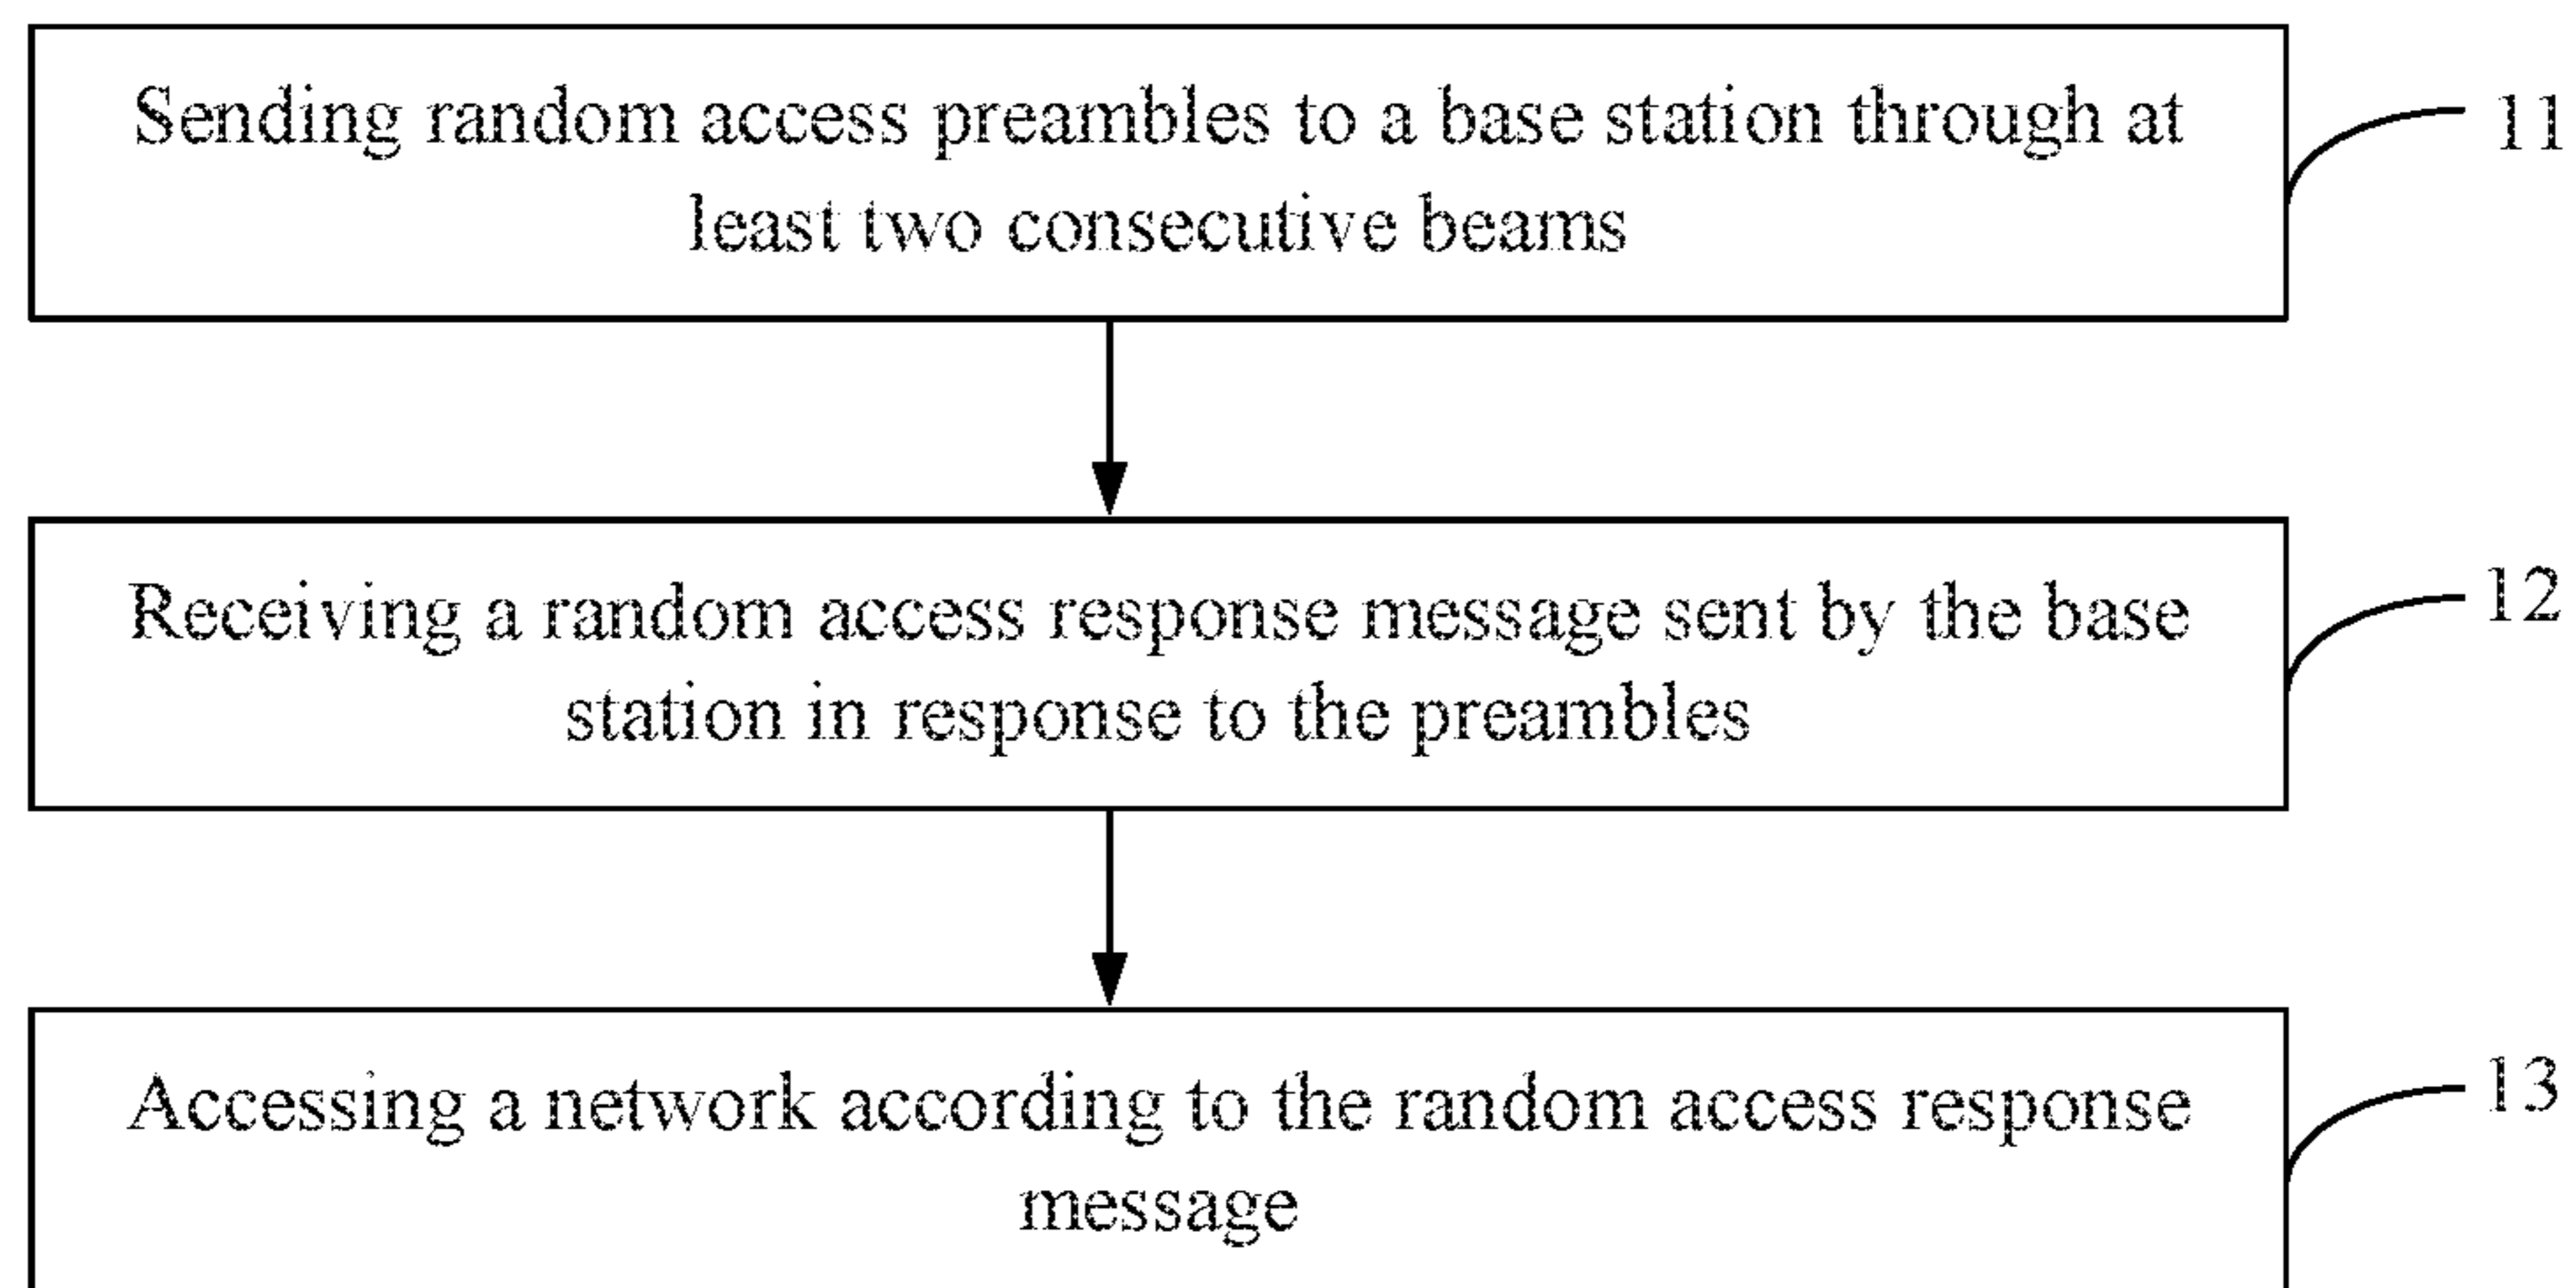 Sending random access preambles to a base station through at
least two consecutive beams
11
Receiving a random access response message sent by the base
station in response to the preambles
12
Accessing a network according to the random access response
message
13